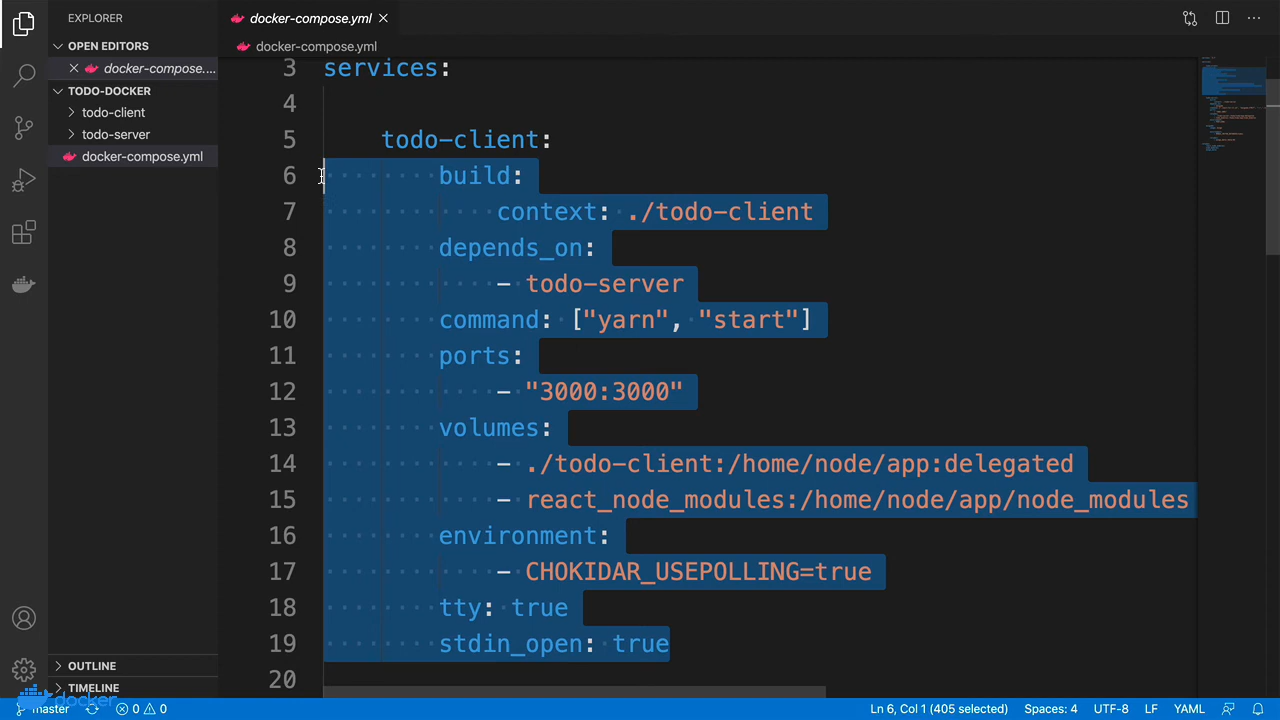 EXPLORER
OPEN EDITORS
docker-compose....
TODO-DOCKER
todo-client
todo-server
docker-compose.yml
OUTLINE
TIMELINE
docker-compose.yml
docker-compose.yml
3 services:
4
5 todo-client:
6 build:
7 context: ./todo-client
8 depends_on:
9 - todo-server
10 command: ["yarn", "start"]
11 ports:
12 - "3000:3000"
13 volumes:
14 - ./todo-client:/home/node/app:delegated
15 - react_node_modules:/home/node/app/node_modules
16 environment:
17 - CHOKIDAR_USEPOLLING=true
18 tty: true
19 stdin_open: true
20
docker
master 0 0 Ln 6, Col 1 (405 selected) Spaces: 4 UTF-8 LF YAML